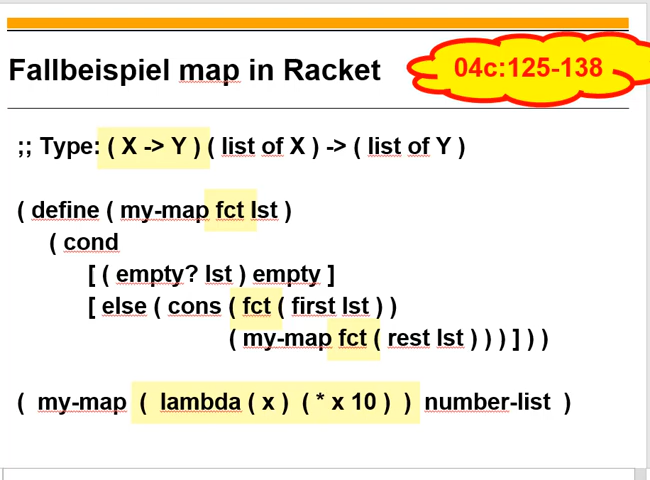 Fallbeispiel map in Racket
04c:125-138
;; Type: ( X -> Y ) ( list of X ) -> ( list of Y )
( define ( my-map fct lst )
( cond
[ ( empty? lst ) empty ]
[ else ( cons ( fct ( first lst ) )
( my-map fct ( rest lst ) ) ) ] ) )
( my-map ( lambda ( x ) ( * x 10 ) ) number-list )